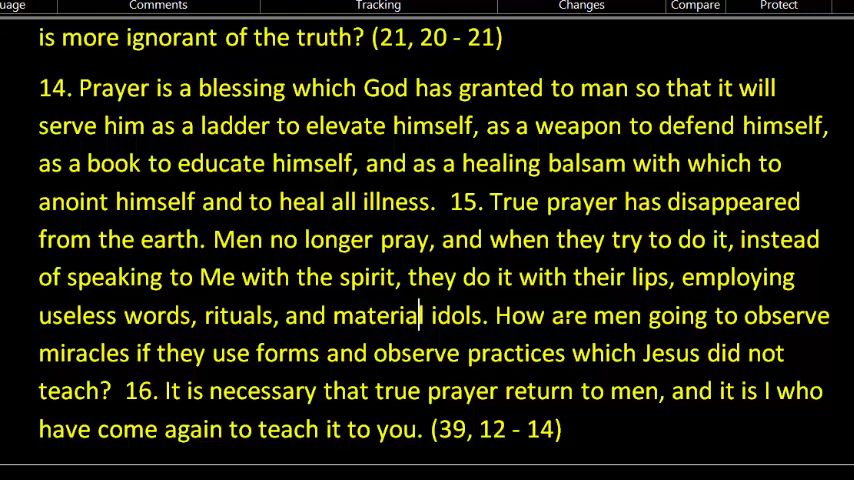 uage Comments Tracking Changes Compare Protect
is more ignorant of the truth? (21, 20 - 21)
14. Prayer is a blessing which God has granted to man so that it will
serve him as a ladder to elevate himself, as a weapon to defend himself,
as a book to educate himself, and as a healing balsam with which to
anoint himself and to heal all illness.  15. True prayer has disappeared
from the earth. Men no longer pray, and when they try to do it, instead
of speaking to Me with the spirit, they do it with their lips, employing
useless words, rituals, and material idols. How are men going to observe
miracles if they use forms and observe practices which Jesus did not
teach?  16. It is necessary that true prayer return to men, and it is I who
have come again to teach it to you. (39, 12 - 14)